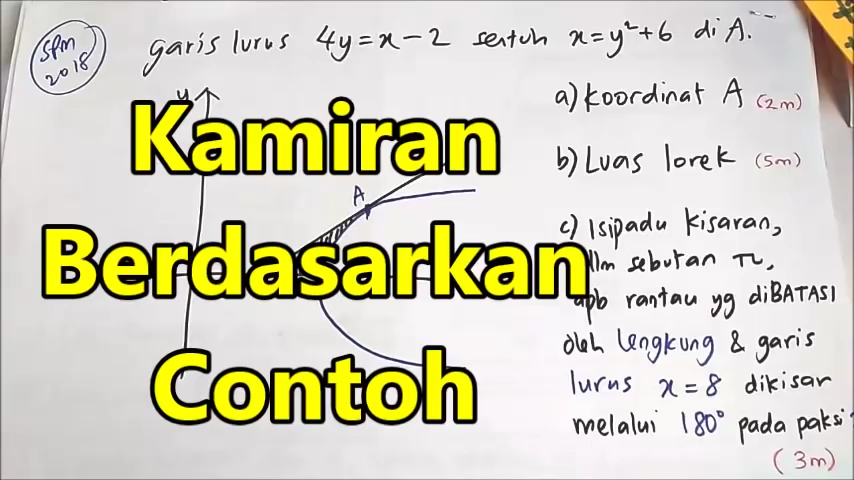 SPM
2018
garis lurus 4y=x-2 sentuh x=y²+6 di A.
y
a) Koordinat A (2m)
Kamiran
b) Luas lorek (5m)
A
c) Isipadu kisaran,
Berdasarkan
dlm sebutan π,
apb rantau yg diBATASI
oleh lengkung & garis
Contoh
lurus x=8 dikisar
melalui 180° pada paksi
(3m)